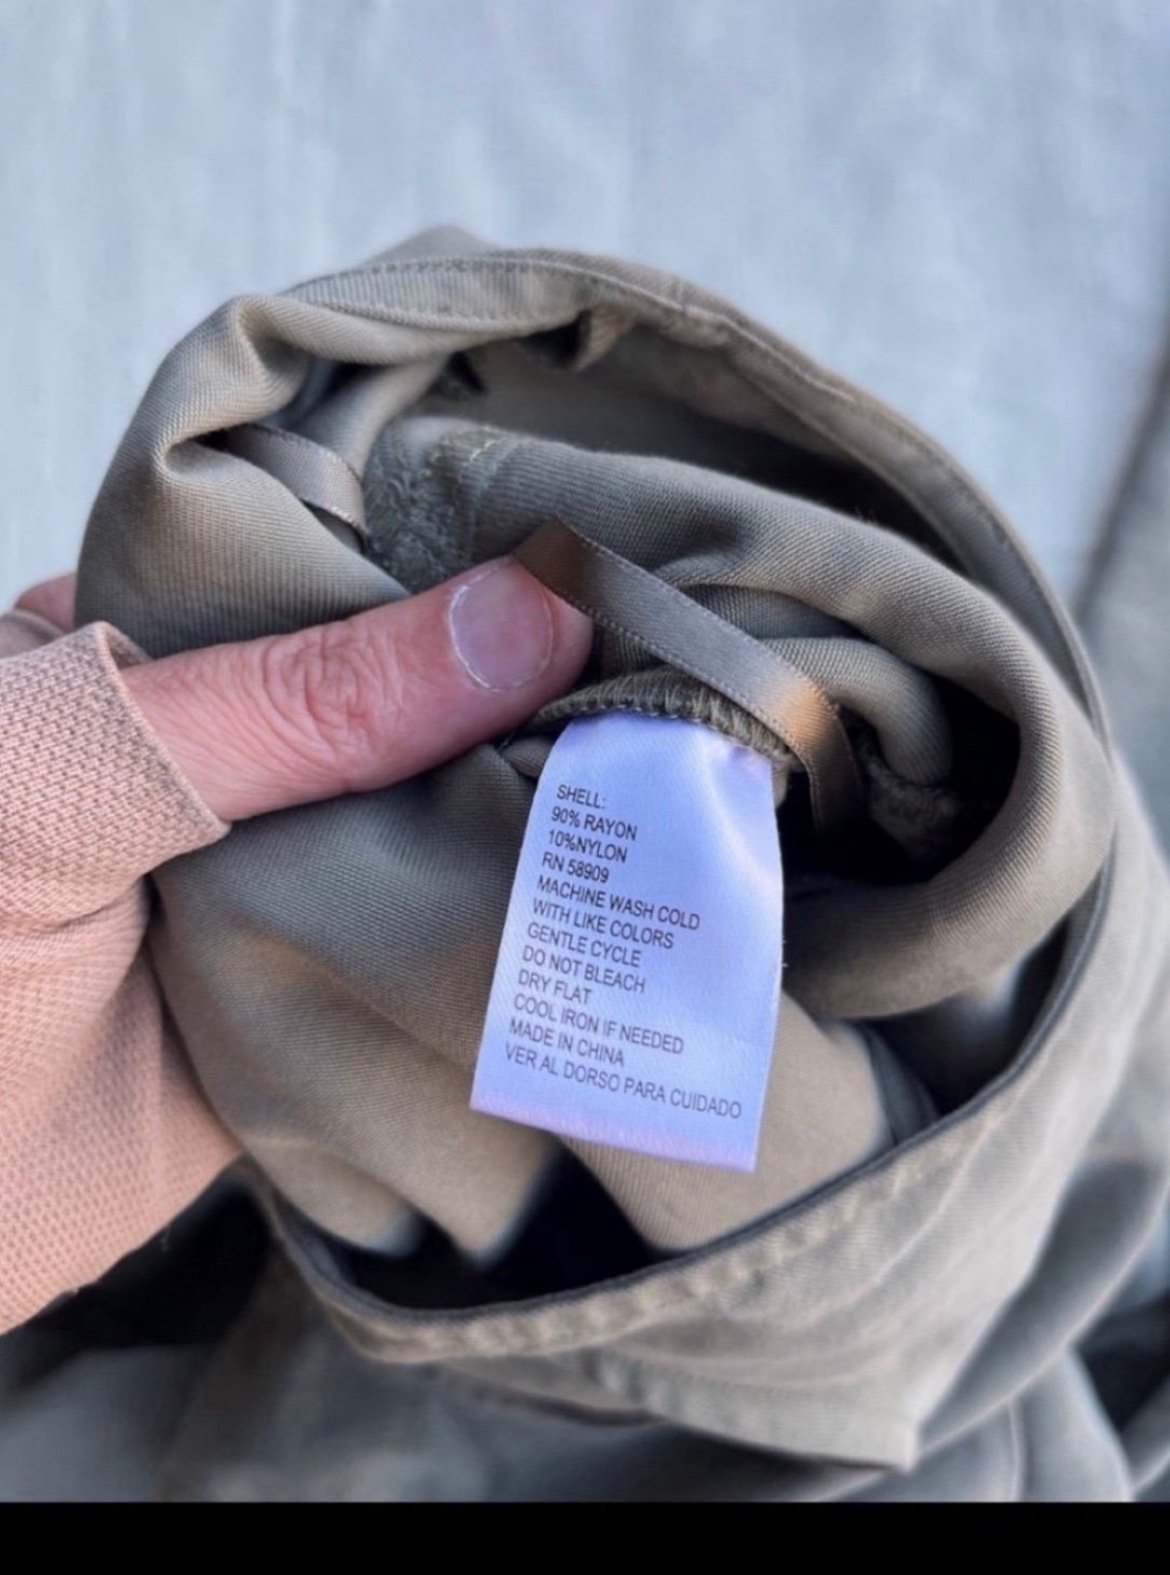 SHELL:
90% RAYON
10%NYLON
RN 58909
MACHINE WASH COLD
WITH LIKE COLORS
GENTLE CYCLE
DO NOT BLEACH
DRY FLAT
COOL IRON IF NEEDED
MADE IN CHINA
VER AL DORSO PARA CUIDADO